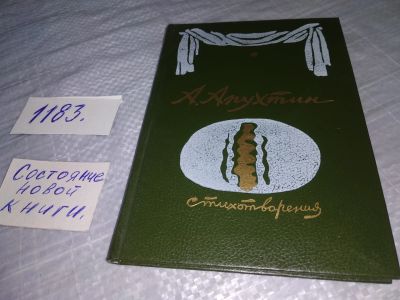 1183.
Состояние
новой
книги.
А. Апухтин
Стихотворения